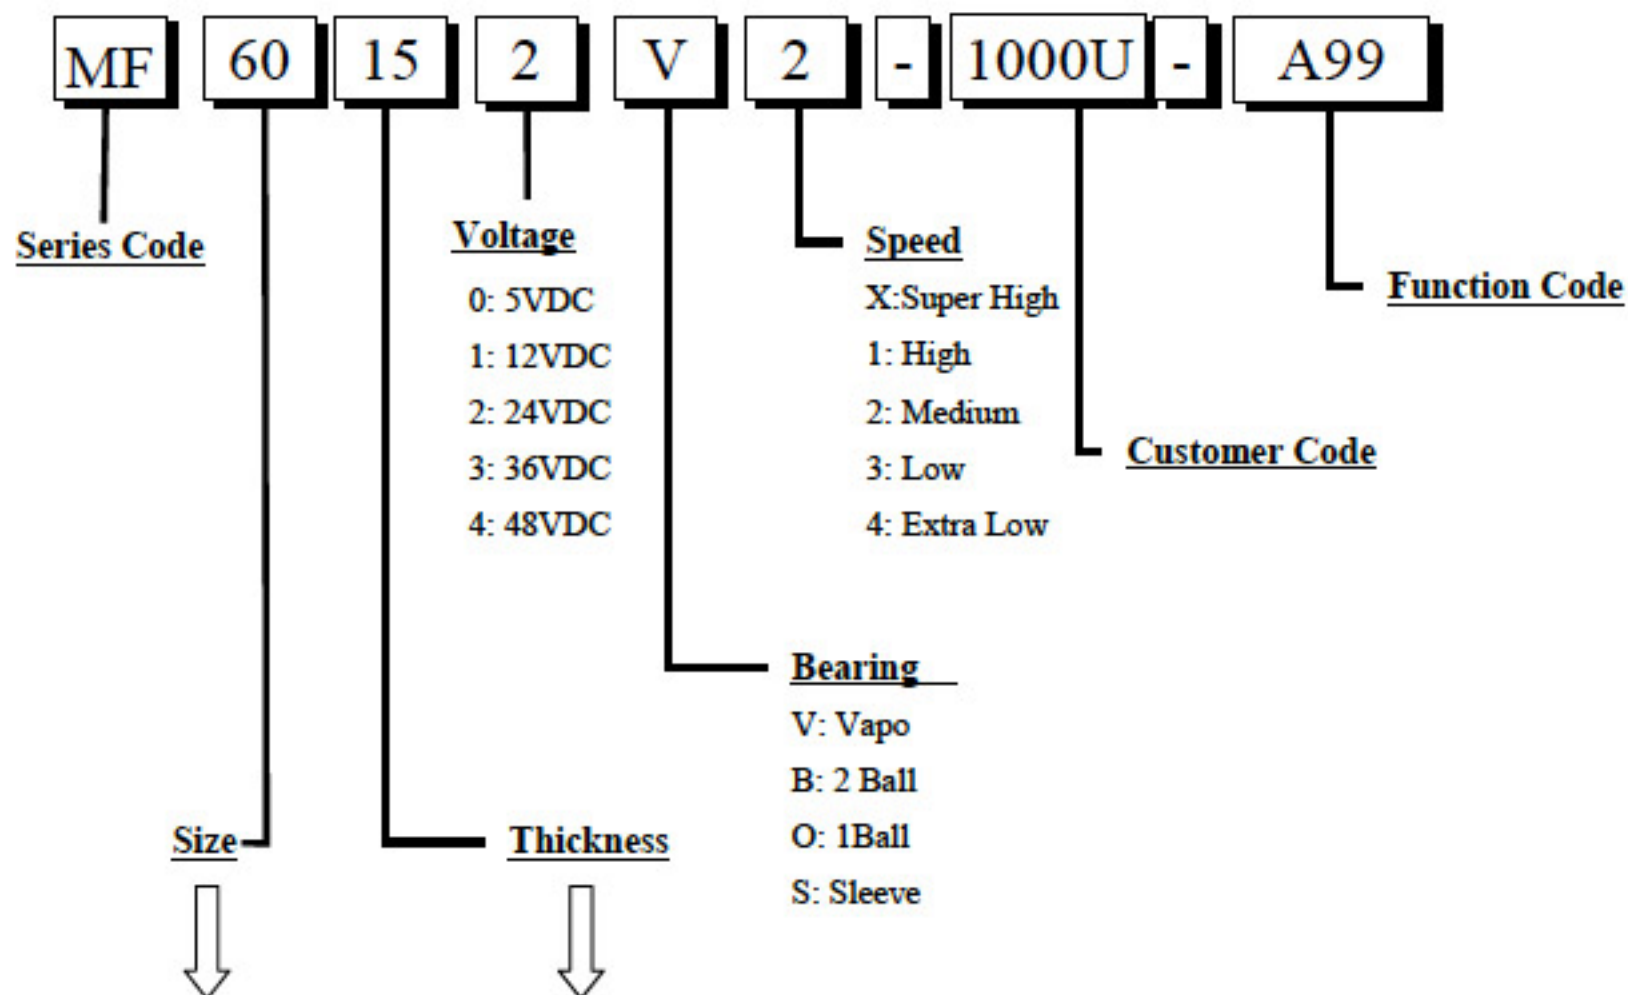 MF 60 15 2 V 2 - 1000U - A99
Series Code
Voltage
0: 5VDC
1: 12VDC
2: 24VDC
3: 36VDC
4: 48VDC
Speed
X:Super High
1: High
2: Medium
3: Low
4: Extra Low
Function Code
Customer Code
Bearing
V: Vapo
B: 2 Ball
O: 1Ball
S: Sleeve
Size
Thickness